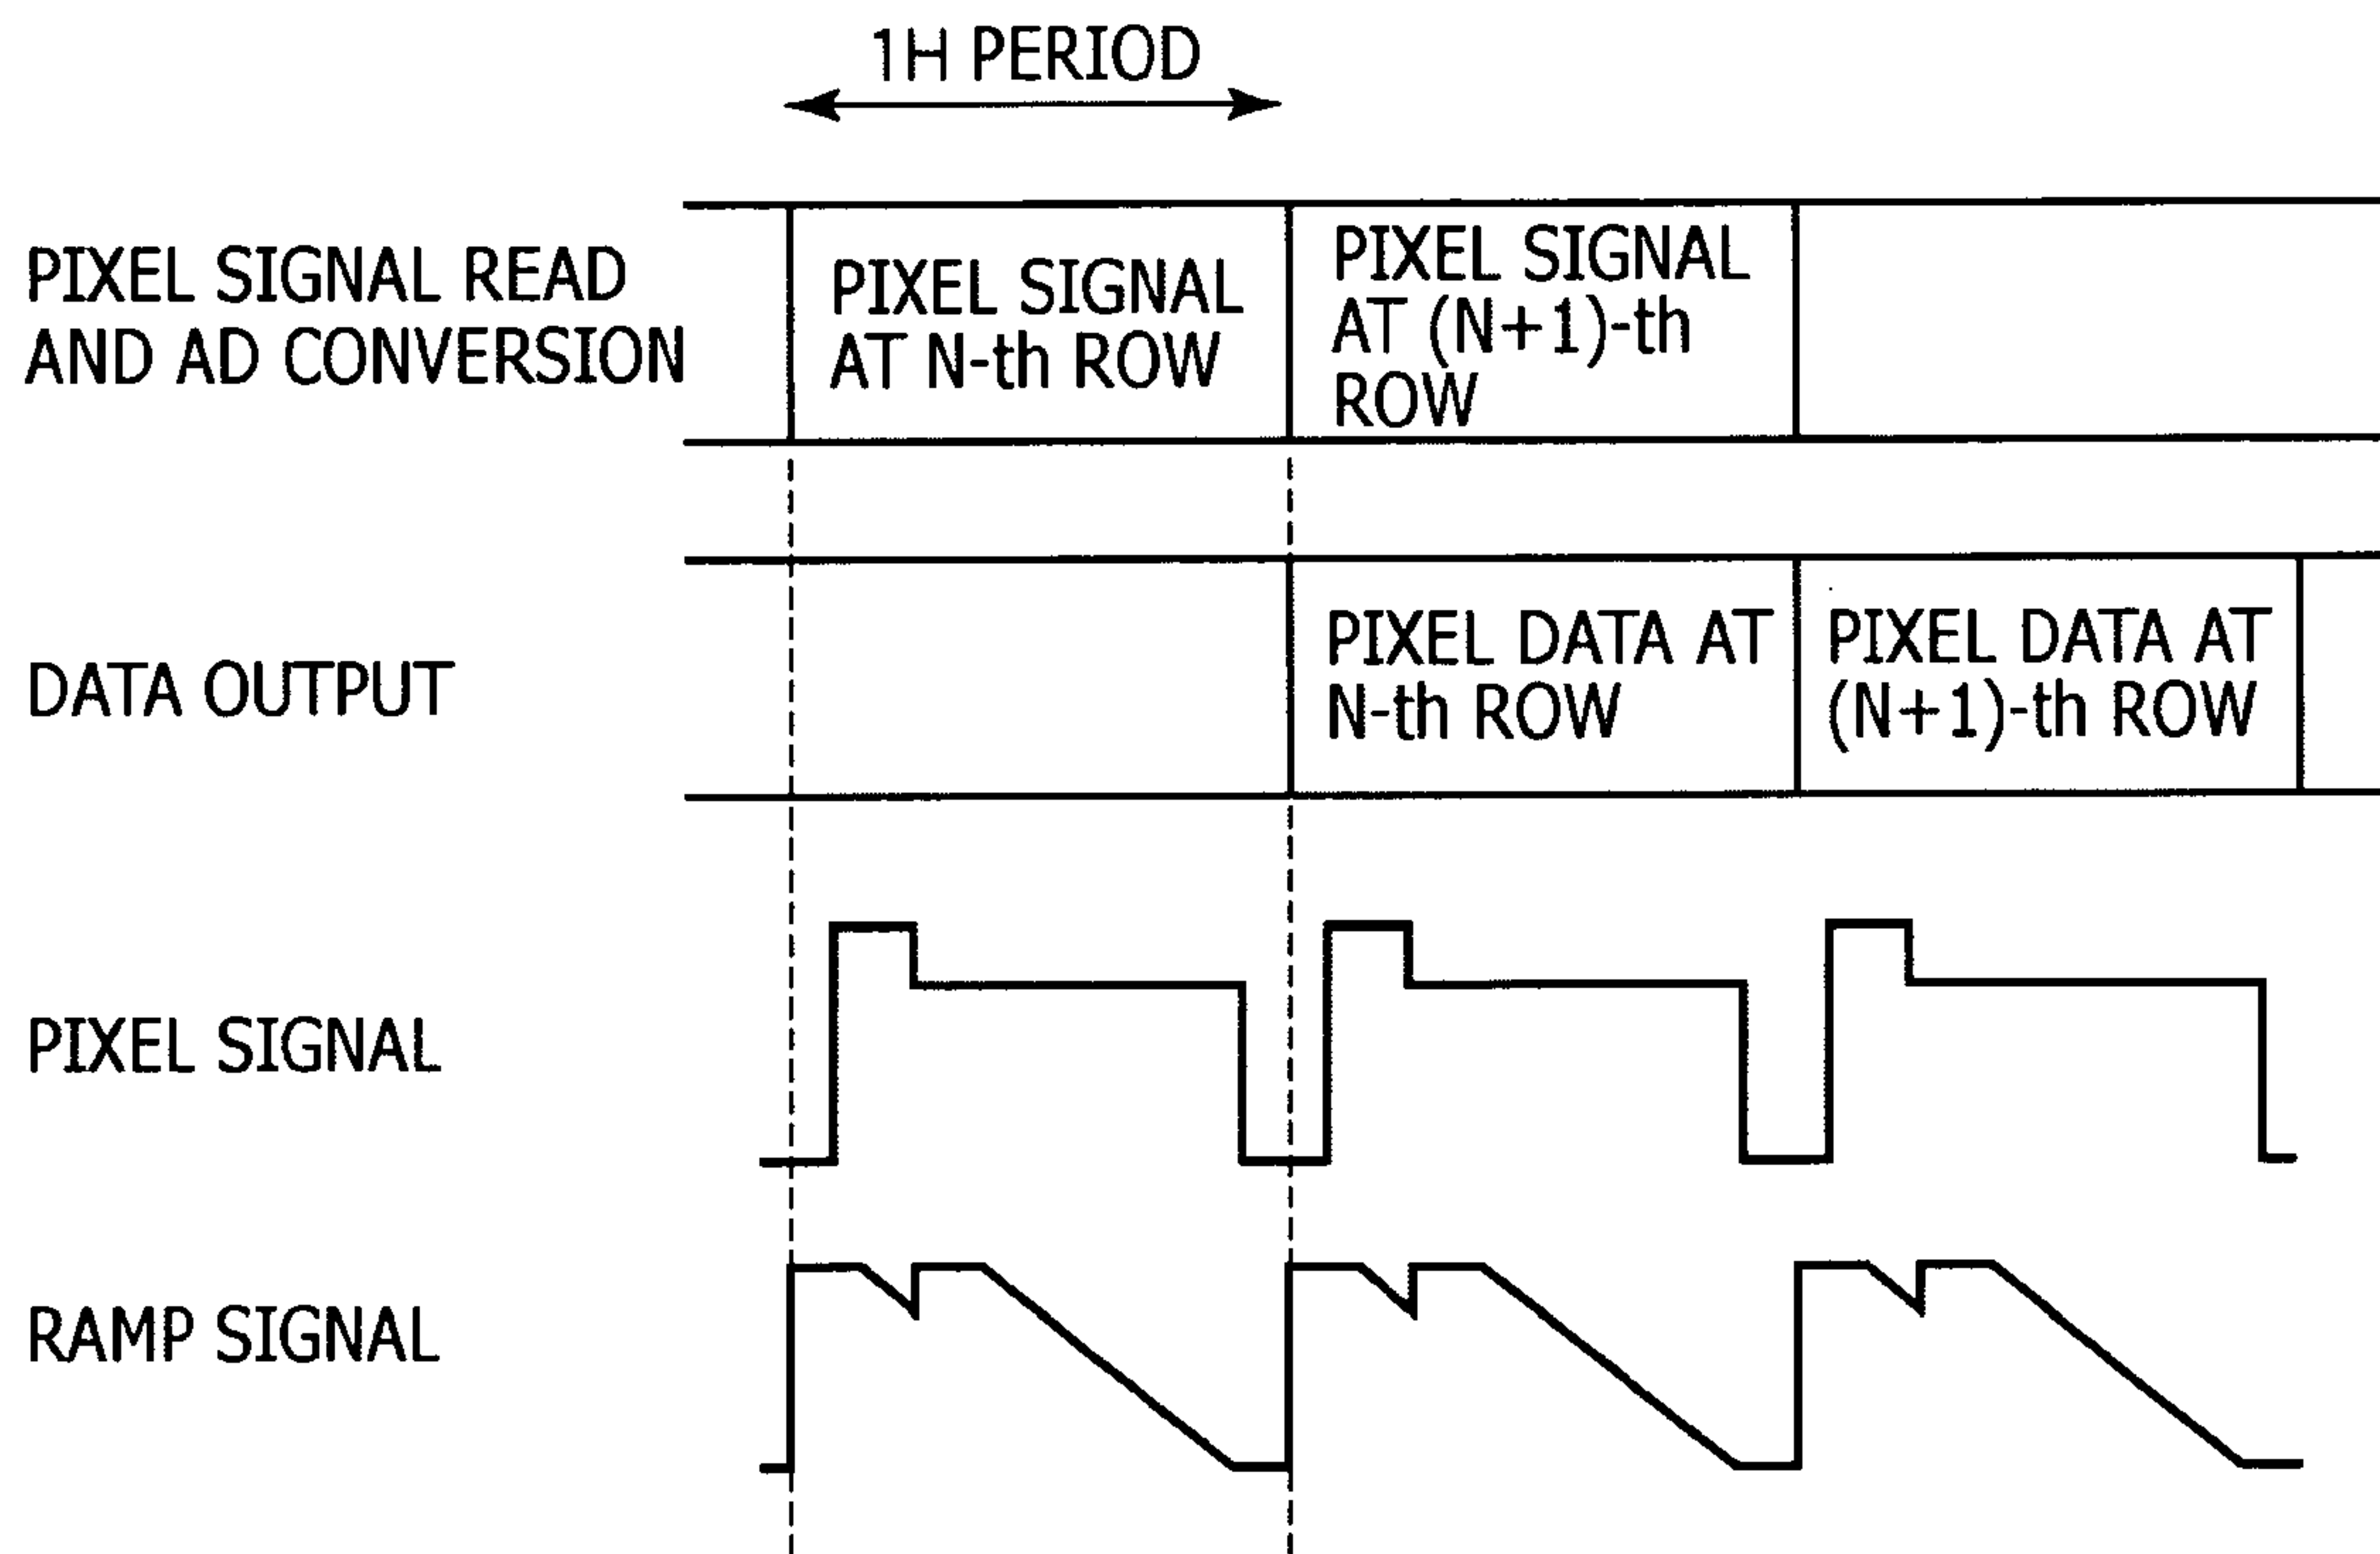 1H PERIOD
PIXEL SIGNAL READ
AND AD CONVERSION
PIXEL SIGNAL
AT N-th ROW
PIXEL SIGNAL
AT (N+1)-th
ROW
DATA OUTPUT
PIXEL DATA AT
N-th ROW
PIXEL DATA AT
(N+1)-th ROW
PIXEL SIGNAL
RAMP SIGNAL